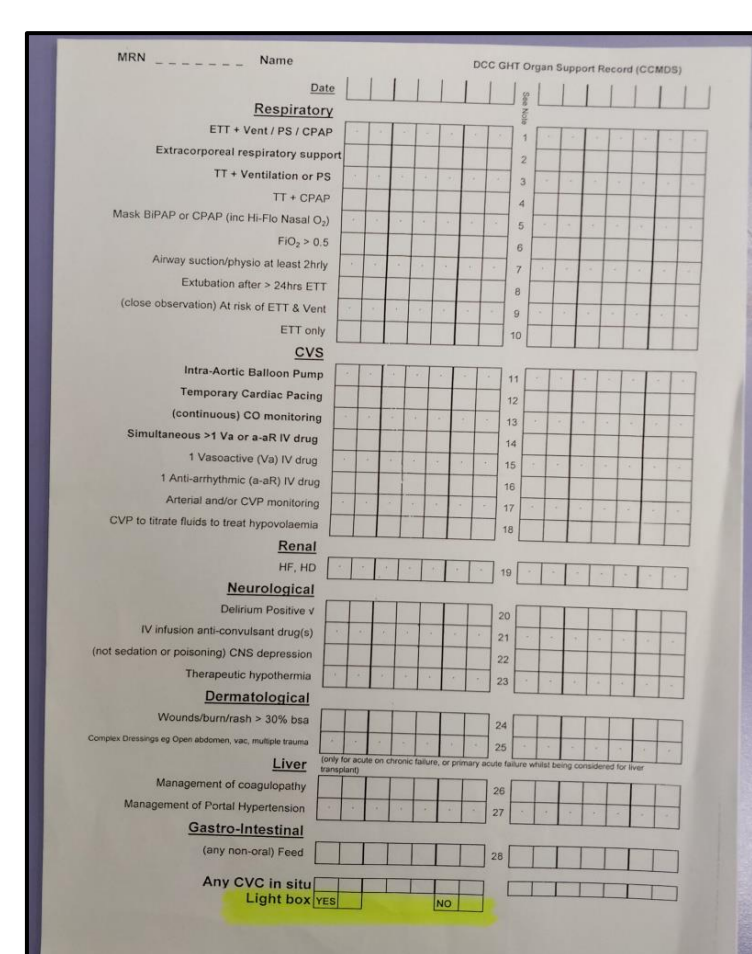 MRN _ _ _ _ _ _ _ Name DCC GHT Organ Support Record (CCMDS)
Date See Note
Respiratory
ETT + Vent / PS / CPAP 1
Extracorporeal respiratory support 2
TT + Ventilation or PS 3
TT + CPAP 4
Mask BiPAP or CPAP (inc Hi-Flo Nasal O₂) 5
FiO₂ > 0.5 6
Airway suction/physio at least 2hrly 7
Extubation after > 24hrs ETT 8
(close observation) At risk of ETT & Vent 9
ETT only 10
CVS
Intra-Aortic Balloon Pump 11
Temporary Cardiac Pacing 12
(continuous) CO monitoring 13
Simultaneous >1 Va or a-aR IV drug 14
1 Vasoactive (Va) IV drug 15
1 Anti-arrhythmic (a-aR) IV drug 16
Arterial and/or CVP monitoring 17
CVP to titrate fluids to treat hypovolaemia 18
Renal
HF, HD 19
Neurological
Delirium Positive √ 20
IV infusion anti-convulsant drug(s) 21
(not sedation or poisoning) CNS depression 22
Therapeutic hypothermia 23
Dermatological
Wounds/burn/rash > 30% bsa 24
Complex Dressings eg Open abdomen, vac, multiple trauma 25
Liver (only for acute on chronic failure, or primary acute failure whilst being considered for liver
transplant)
Management of coagulopathy 26
Management of Portal Hypertension 27
Gastro-Intestinal
(any non-oral) Feed 28
Any CVC in situ
Light box YES NO